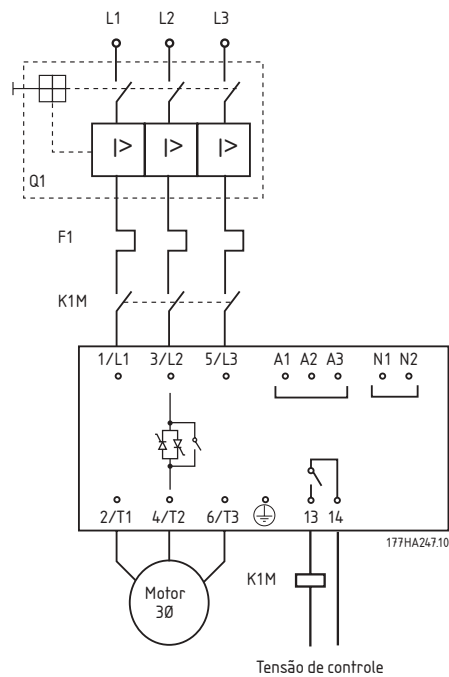 L1 L2 L3
I> I> I>
Q1
F1
K1M
1/L1 3/L2 5/L3 A1 A2 A3 N1 N2
2/T1 4/T2 6/T3 13 14
177HA247.10
Motor
3Ø
K1M
Tensão de controle